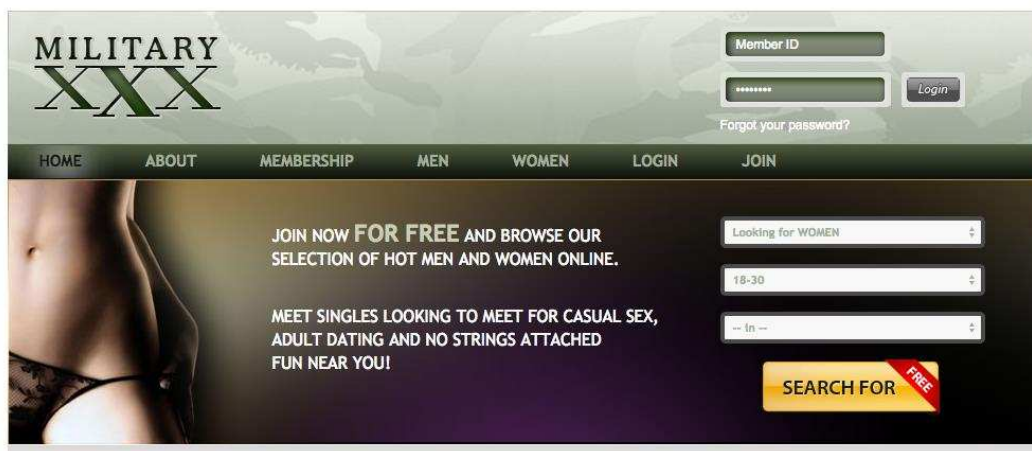 MILITARY
XXX
Member ID
••••••••
Login
Forgot your password?
HOME ABOUT MEMBERSHIP MEN WOMEN LOGIN JOIN
JOIN NOW FOR FREE AND BROWSE OUR
SELECTION OF HOT MEN AND WOMEN ONLINE.
MEET SINGLES LOOKING TO MEET FOR CASUAL SEX,
ADULT DATING AND NO STRINGS ATTACHED
FUN NEAR YOU!
Looking for WOMEN
18-30
-- In --
SEARCH FOR
FREE